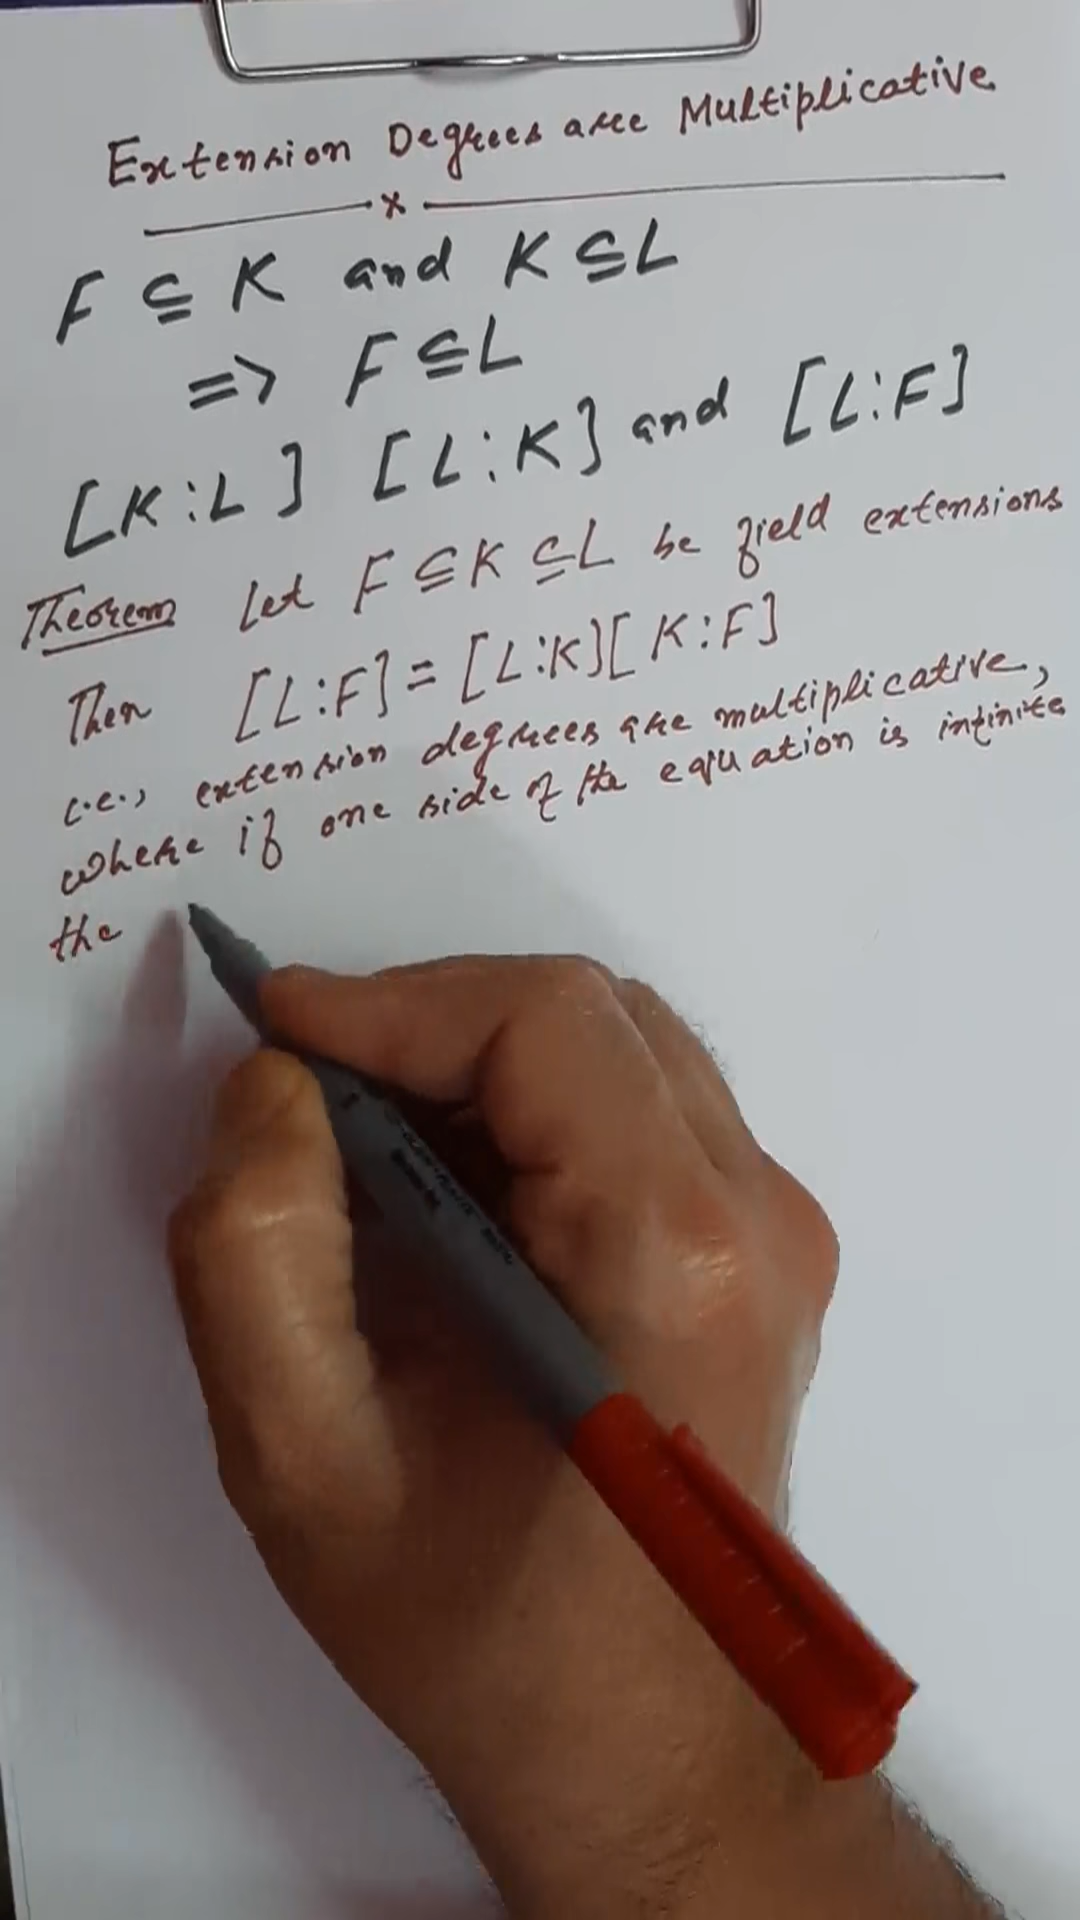 Extension Degrees are Multiplicative
x
F ⊆ K and K ⊆ L
=> F ⊆ L
[K:L] [L:K] and [L:F]
Theorem Let F ⊆ K ⊆ L be field extensions
Then [L:F] = [L:K][K:F]
i.e., extension degrees are multiplicative,
where if one side of the equation is infinite
the